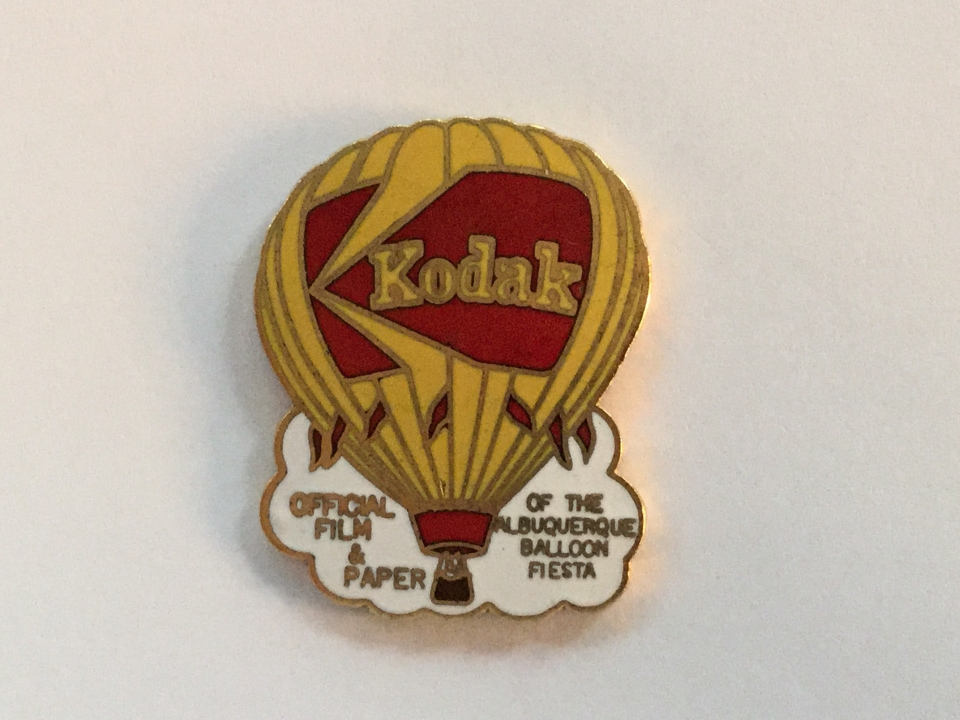 Kodak
OFFICIAL
FILM
&
PAPER
OF THE
ALBUQUERQUE
BALLOON
FIESTA